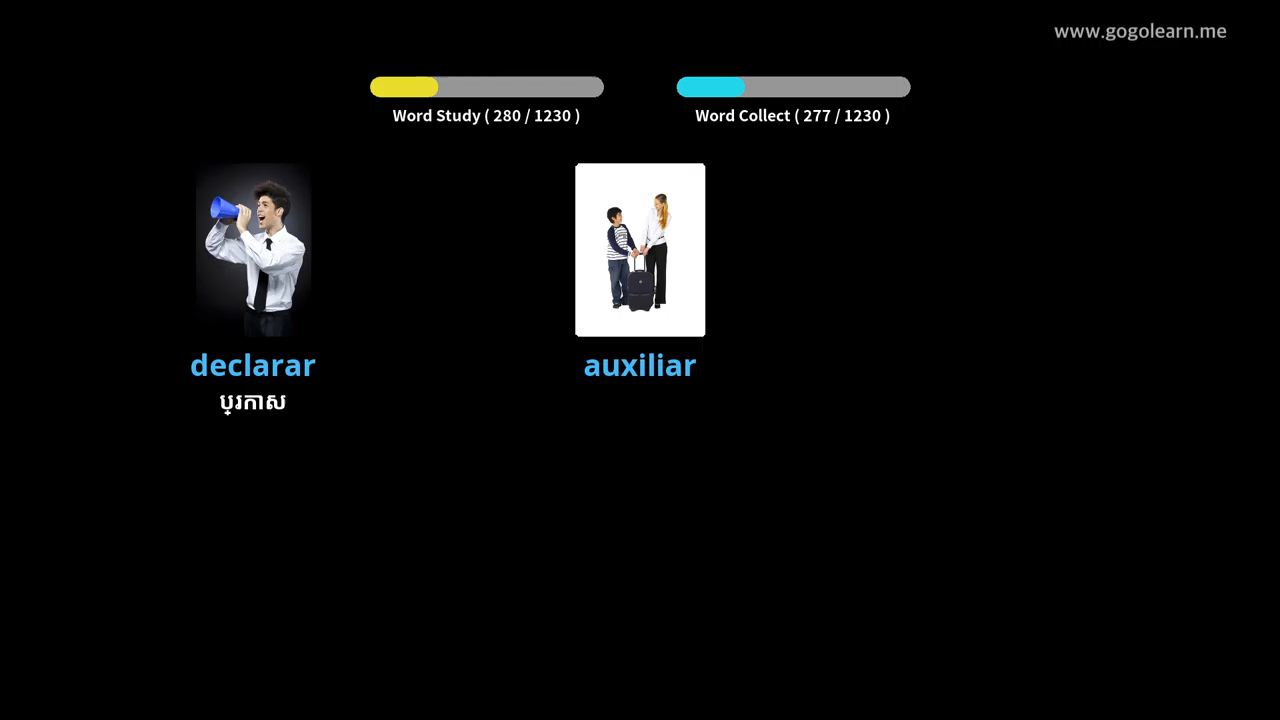 www.gogolearn.me
Word Study ( 280 / 1230 )
Word Collect ( 277 / 1230 )
declarar
auxiliar
ប្រកាស